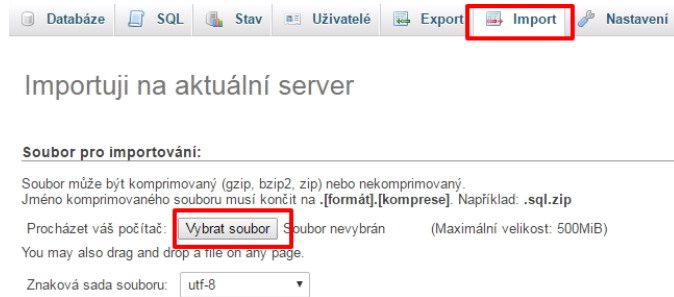 Databáze SQL Stav Uživatelé Export Import Nastavení
Importuji na aktuální server
Soubor pro importování:
Soubor může být komprimovaný (gzip, bzip2, zip) nebo nekomprimovaný.
Jméno komprimovaného souboru musí končit na .[formát].[komprese]. Například: .sql.zip
Procházet váš počítač: Vybrat soubor Soubor nevybrán (Maximální velikost: 500MiB)
You may also drag and drop a file on any page.
Znaková sada souboru: utf-8